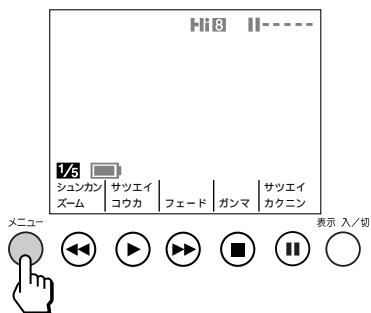 Hi8 II-----
1/5
シュンカン サツエイ サツエイ
ズーム コウカ フェード ガンマ カクニン
メニュー 表示 入／切